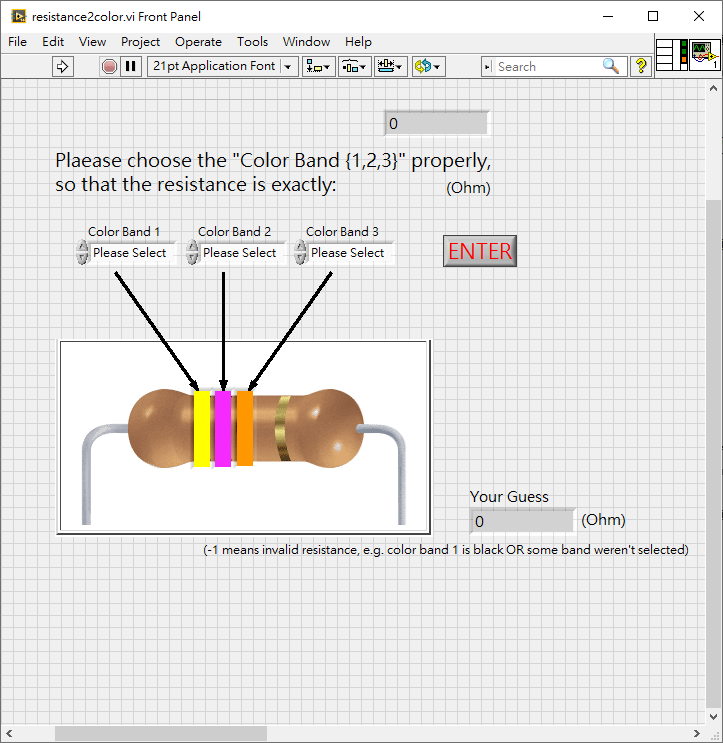 resistance2color.vi Front Panel
File Edit View Project Operate Tools Window Help
21pt Application Font Search ? 1
0
Plaease choose the "Color Band {1,2,3}" properly,
so that the resistance is exactly: (Ohm)
Color Band 1 Color Band 2 Color Band 3
Please Select Please Select Please Select ENTER
Your Guess
0 (Ohm)
(-1 means invalid resistance, e.g. color band 1 is black OR some band weren't selected)